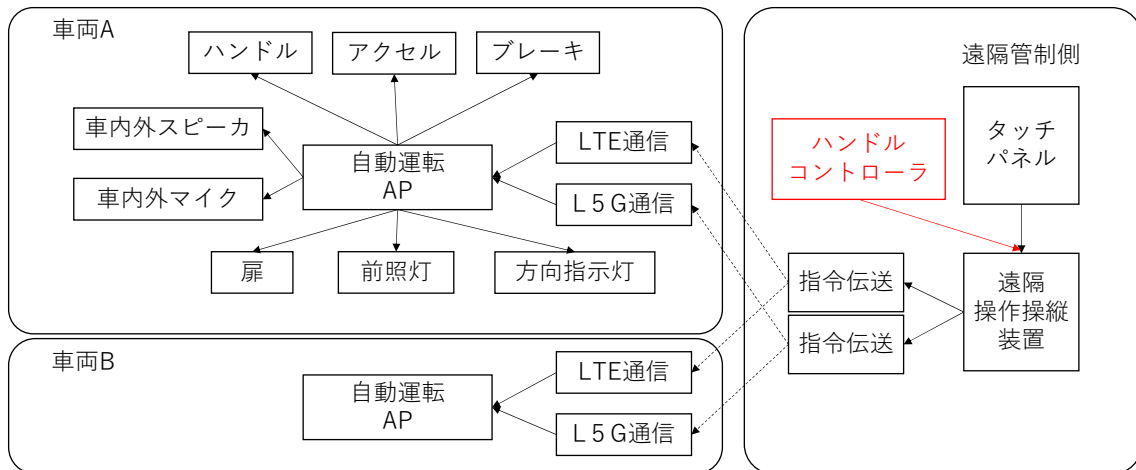 車両A
ハンドル
アクセル
ブレーキ
車内外スピーカ
車内外マイク
自動運転
AP
LTE通信
L５G通信
扉
前照灯
方向指示灯
車両B
自動運転
AP
LTE通信
L５G通信
遠隔管制側
ハンドル
コントローラ
タッチ
パネル
指令伝送
指令伝送
遠隔
操作操縦
装置